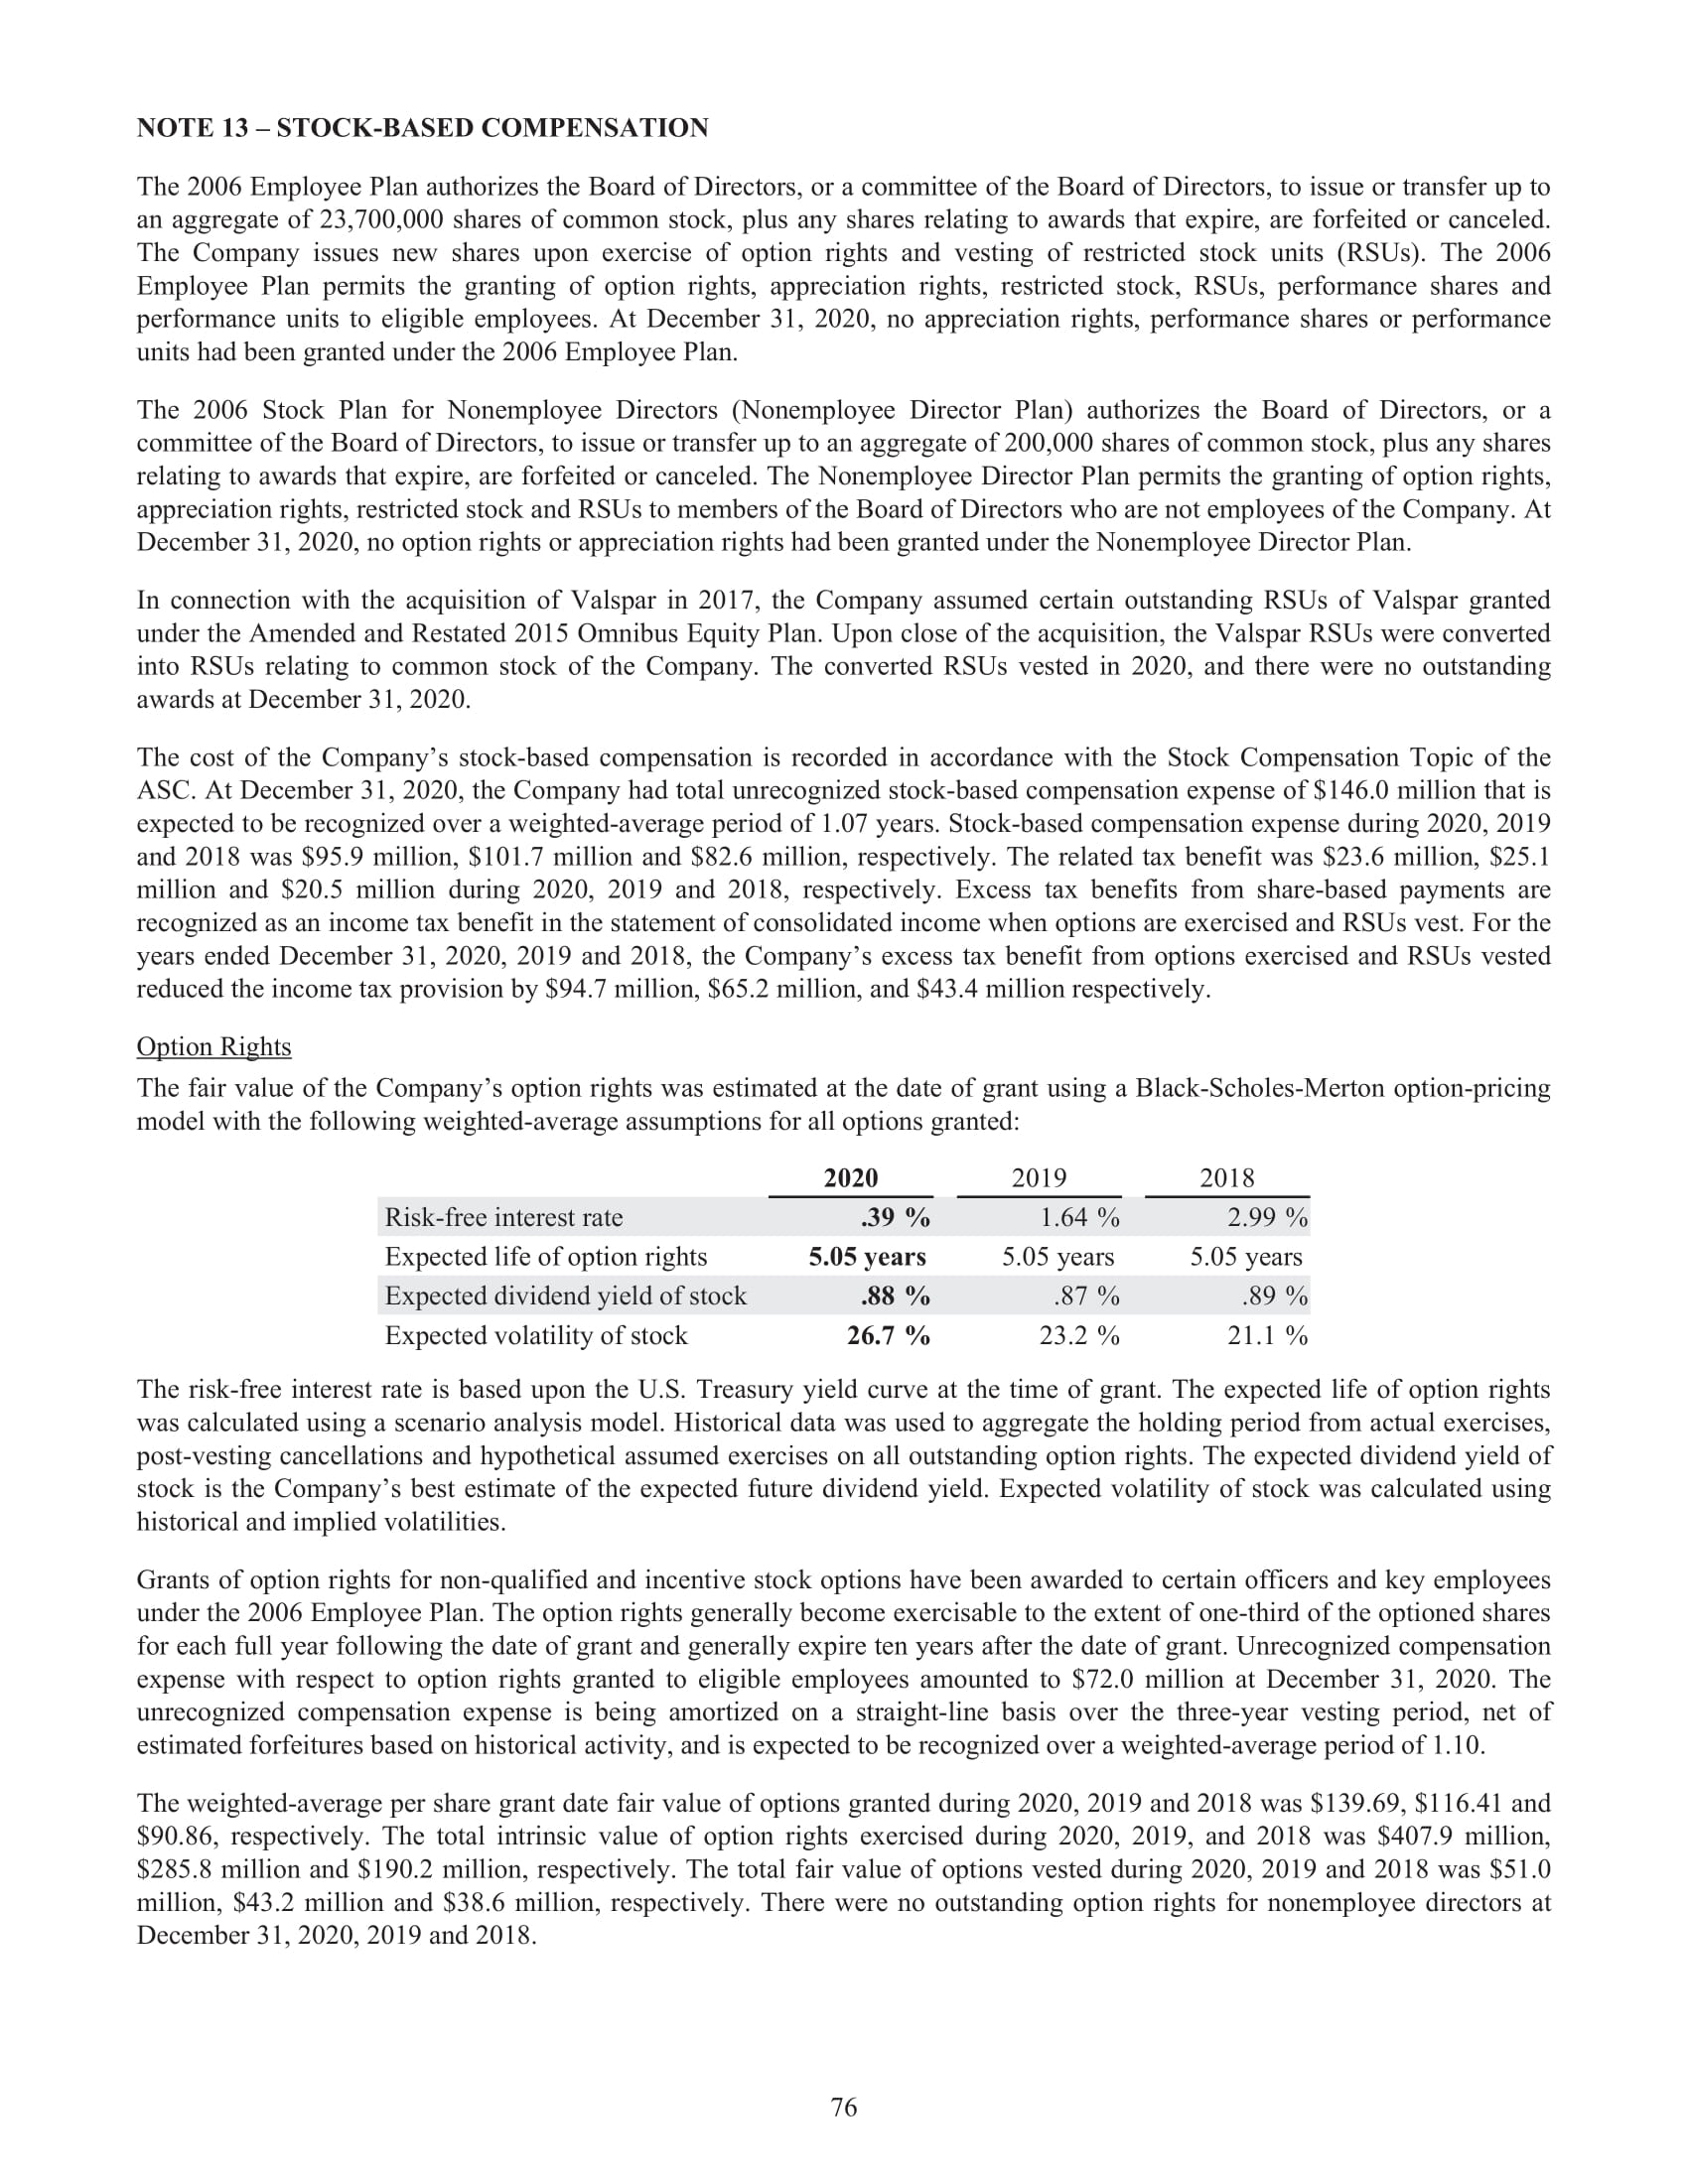 NOTE 13 – STOCK-BASED COMPENSATION
The 2006 Employee Plan authorizes the Board of Directors, or a committee of the Board of Directors, to issue or transfer up to
an aggregate of 23,700,000 shares of common stock, plus any shares relating to awards that expire, are forfeited or canceled.
The Company issues new shares upon exercise of option rights and vesting of restricted stock units (RSUs). The 2006
Employee Plan permits the granting of option rights, appreciation rights, restricted stock, RSUs, performance shares and
performance units to eligible employees. At December 31, 2020, no appreciation rights, performance shares or performance
units had been granted under the 2006 Employee Plan.
The 2006 Stock Plan for Nonemployee Directors (Nonemployee Director Plan) authorizes the Board of Directors, or a
committee of the Board of Directors, to issue or transfer up to an aggregate of 200,000 shares of common stock, plus any shares
relating to awards that expire, are forfeited or canceled. The Nonemployee Director Plan permits the granting of option rights,
appreciation rights, restricted stock and RSUs to members of the Board of Directors who are not employees of the Company. At
December 31, 2020, no option rights or appreciation rights had been granted under the Nonemployee Director Plan.
In connection with the acquisition of Valspar in 2017, the Company assumed certain outstanding RSUs of Valspar granted
under the Amended and Restated 2015 Omnibus Equity Plan. Upon close of the acquisition, the Valspar RSUs were converted
into RSUs relating to common stock of the Company. The converted RSUs vested in 2020, and there were no outstanding
awards at December 31, 2020.
The cost of the Company’s stock-based compensation is recorded in accordance with the Stock Compensation Topic of the
ASC. At December 31, 2020, the Company had total unrecognized stock-based compensation expense of $146.0 million that is
expected to be recognized over a weighted-average period of 1.07 years. Stock-based compensation expense during 2020, 2019
and 2018 was $95.9 million, $101.7 million and $82.6 million, respectively. The related tax benefit was $23.6 million, $25.1
million and $20.5 million during 2020, 2019 and 2018, respectively. Excess tax benefits from share-based payments are
recognized as an income tax benefit in the statement of consolidated income when options are exercised and RSUs vest. For the
years ended December 31, 2020, 2019 and 2018, the Company’s excess tax benefit from options exercised and RSUs vested
reduced the income tax provision by $94.7 million, $65.2 million, and $43.4 million respectively.
Option Rights
The fair value of the Company’s option rights was estimated at the date of grant using a Black-Scholes-Merton option-pricing
model with the following weighted-average assumptions for all options granted:
2020 2019 2018
Risk-free interest rate .39 % 1.64 % 2.99 %
Expected life of option rights 5.05 years 5.05 years 5.05 years
Expected dividend yield of stock .88 % .87 % .89 %
Expected volatility of stock 26.7 % 23.2 % 21.1 %
The risk-free interest rate is based upon the U.S. Treasury yield curve at the time of grant. The expected life of option rights
was calculated using a scenario analysis model. Historical data was used to aggregate the holding period from actual exercises,
post-vesting cancellations and hypothetical assumed exercises on all outstanding option rights. The expected dividend yield of
stock is the Company’s best estimate of the expected future dividend yield. Expected volatility of stock was calculated using
historical and implied volatilities.
Grants of option rights for non-qualified and incentive stock options have been awarded to certain officers and key employees
under the 2006 Employee Plan. The option rights generally become exercisable to the extent of one-third of the optioned shares
for each full year following the date of grant and generally expire ten years after the date of grant. Unrecognized compensation
expense with respect to option rights granted to eligible employees amounted to $72.0 million at December 31, 2020. The
unrecognized compensation expense is being amortized on a straight-line basis over the three-year vesting period, net of
estimated forfeitures based on historical activity, and is expected to be recognized over a weighted-average period of 1.10.
The weighted-average per share grant date fair value of options granted during 2020, 2019 and 2018 was $139.69, $116.41 and
$90.86, respectively. The total intrinsic value of option rights exercised during 2020, 2019, and 2018 was $407.9 million,
$285.8 million and $190.2 million, respectively. The total fair value of options vested during 2020, 2019 and 2018 was $51.0
million, $43.2 million and $38.6 million, respectively. There were no outstanding option rights for nonemployee directors at
December 31, 2020, 2019 and 2018.
76